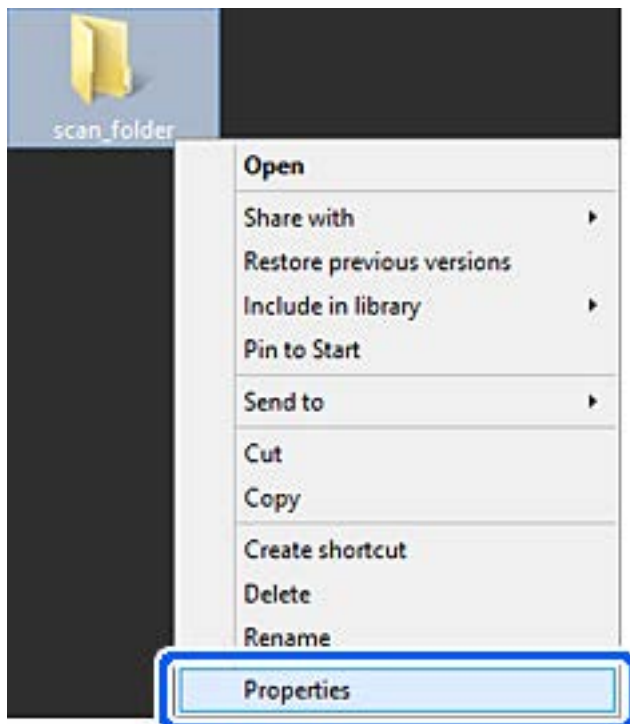 scan_folder
Open
Share with
Restore previous versions
Include in library
Pin to Start
Send to
Cut
Copy
Create shortcut
Delete
Rename
Properties